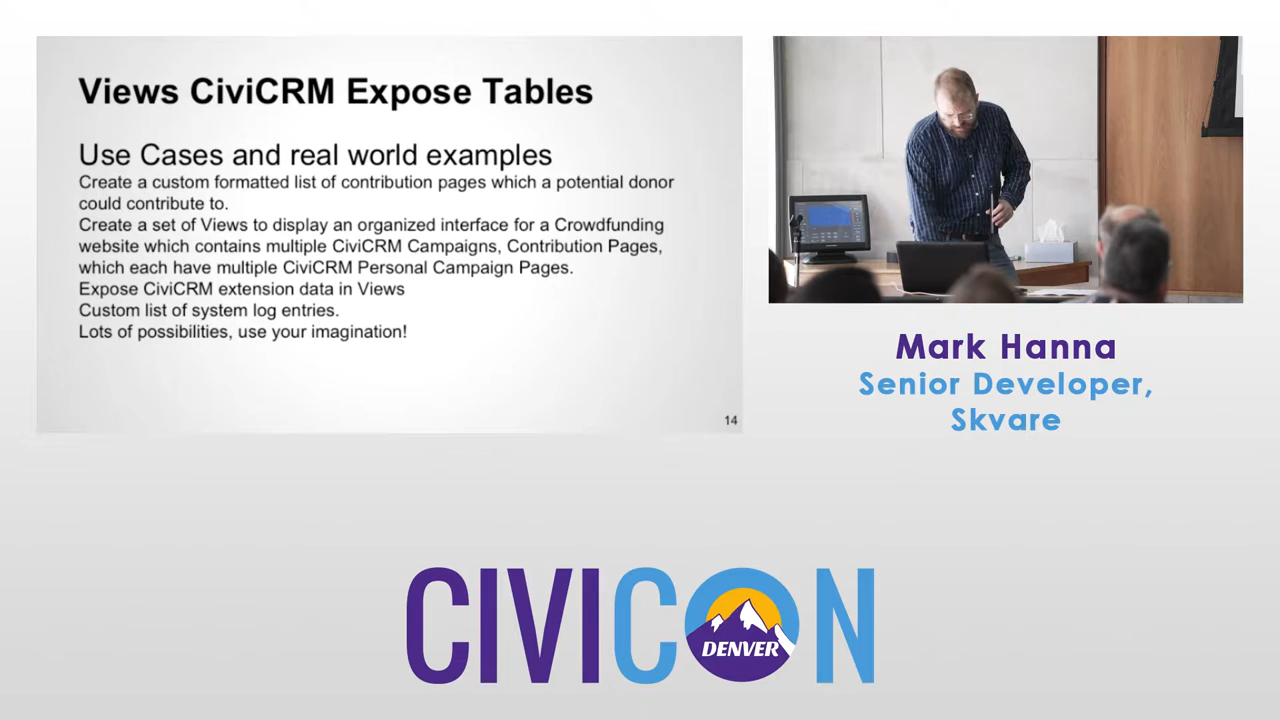 Views CiviCRM Expose Tables
Use Cases and real world examples
Create a custom formatted list of contribution pages which a potential donor
could contribute to.
Create a set of Views to display an organized interface for a Crowdfunding
website which contains multiple CiviCRM Campaigns, Contribution Pages,
which each have multiple CiviCRM Personal Campaign Pages.
Expose CiviCRM extension data in Views
Custom list of system log entries.
Lots of possibilities, use your imagination!
14
Mark Hanna
Senior Developer,
Skvare
CIVICON
DENVER